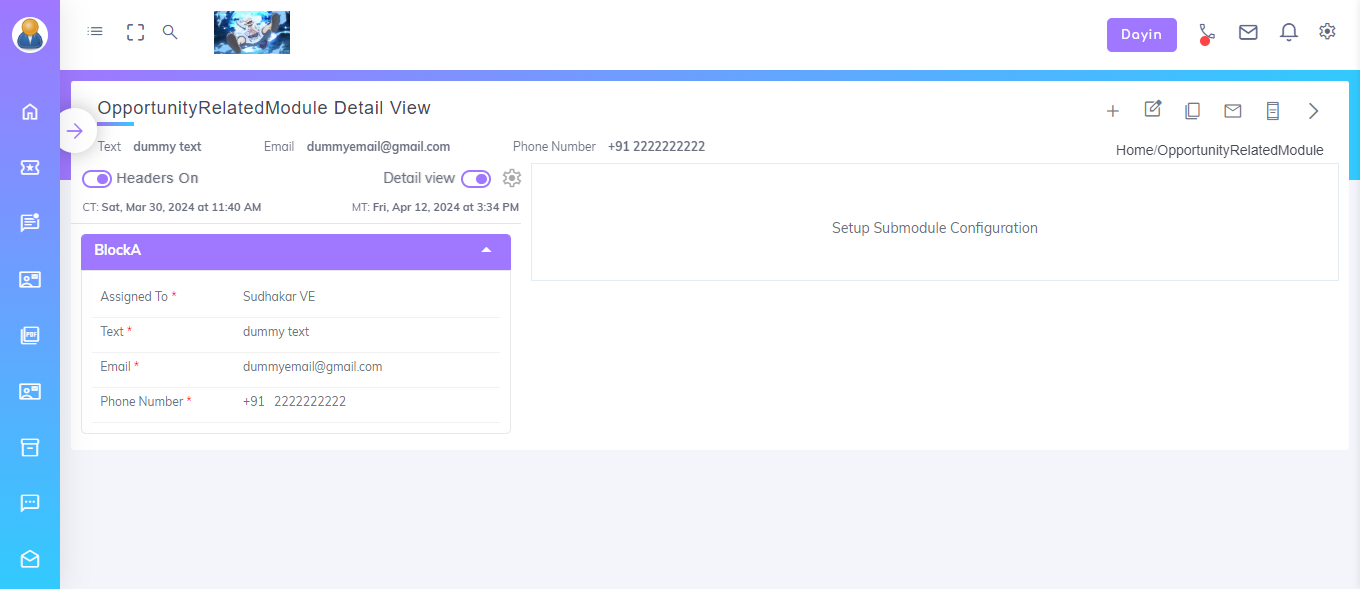 Dayin
OpportunityRelatedModule Detail View
Text dummy text Email dummyemail@gmail.com Phone Number +91 2222222222
Home/OpportunityRelatedModule
Headers On Detail view
CT: Sat, Mar 30, 2024 at 11:40 AM MT: Fri, Apr 12, 2024 at 3:34 PM
Setup Submodule Configuration
BlockA
Assigned To * Sudhakar VE
Text * dummy text
Email * dummyemail@gmail.com
Phone Number * +91 2222222222
PDF